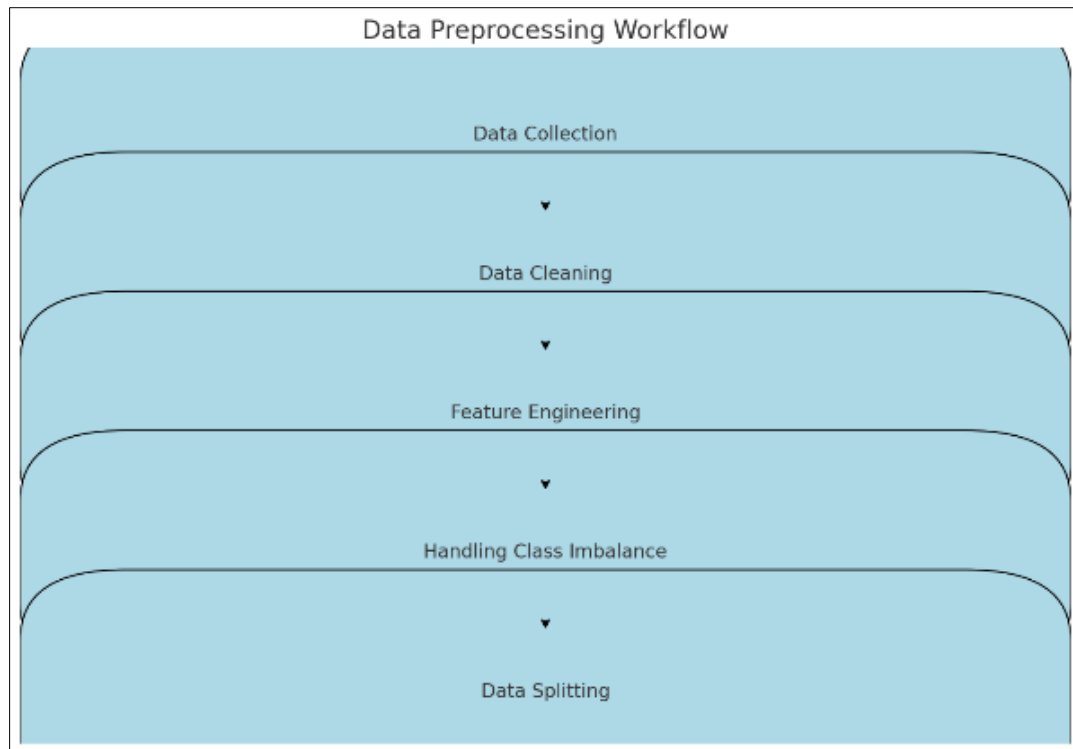 Data Preprocessing Workflow
Data Collection
Data Cleaning
Feature Engineering
Handling Class Imbalance
Data Splitting